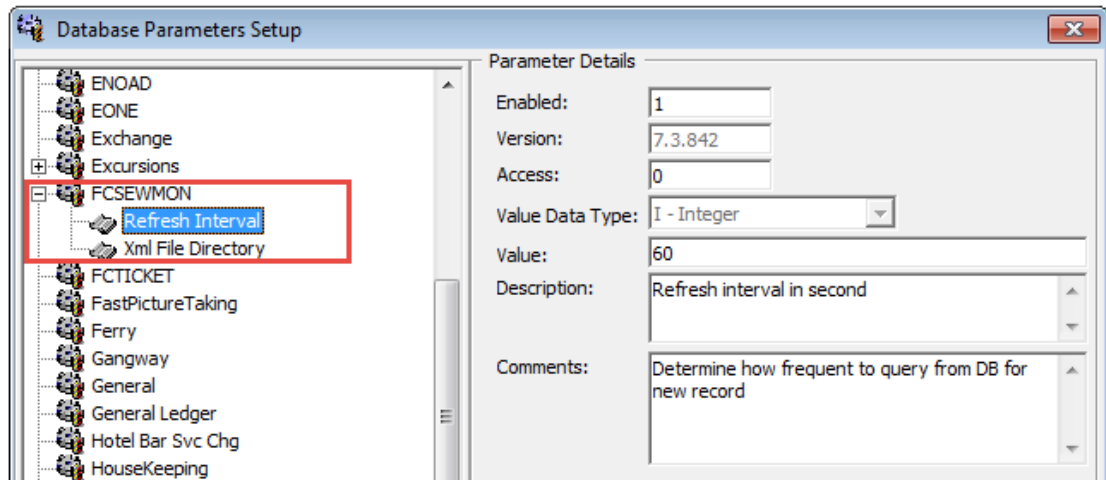 Database Parameters Setup
ENOAD
EONE
Exchange
Excursions
FCSEWMON
Refresh Interval
Xml File Directory
FCTICKET
FastPictureTaking
Ferry
Gangway
General
General Ledger
Hotel Bar Svc Chg
HouseKeeping
Parameter Details
Enabled: 1
Version: 7.3.842
Access: 0
Value Data Type: I - Integer
Value: 60
Description: Refresh interval in second
Comments: Determine how frequent to query from DB for
new record